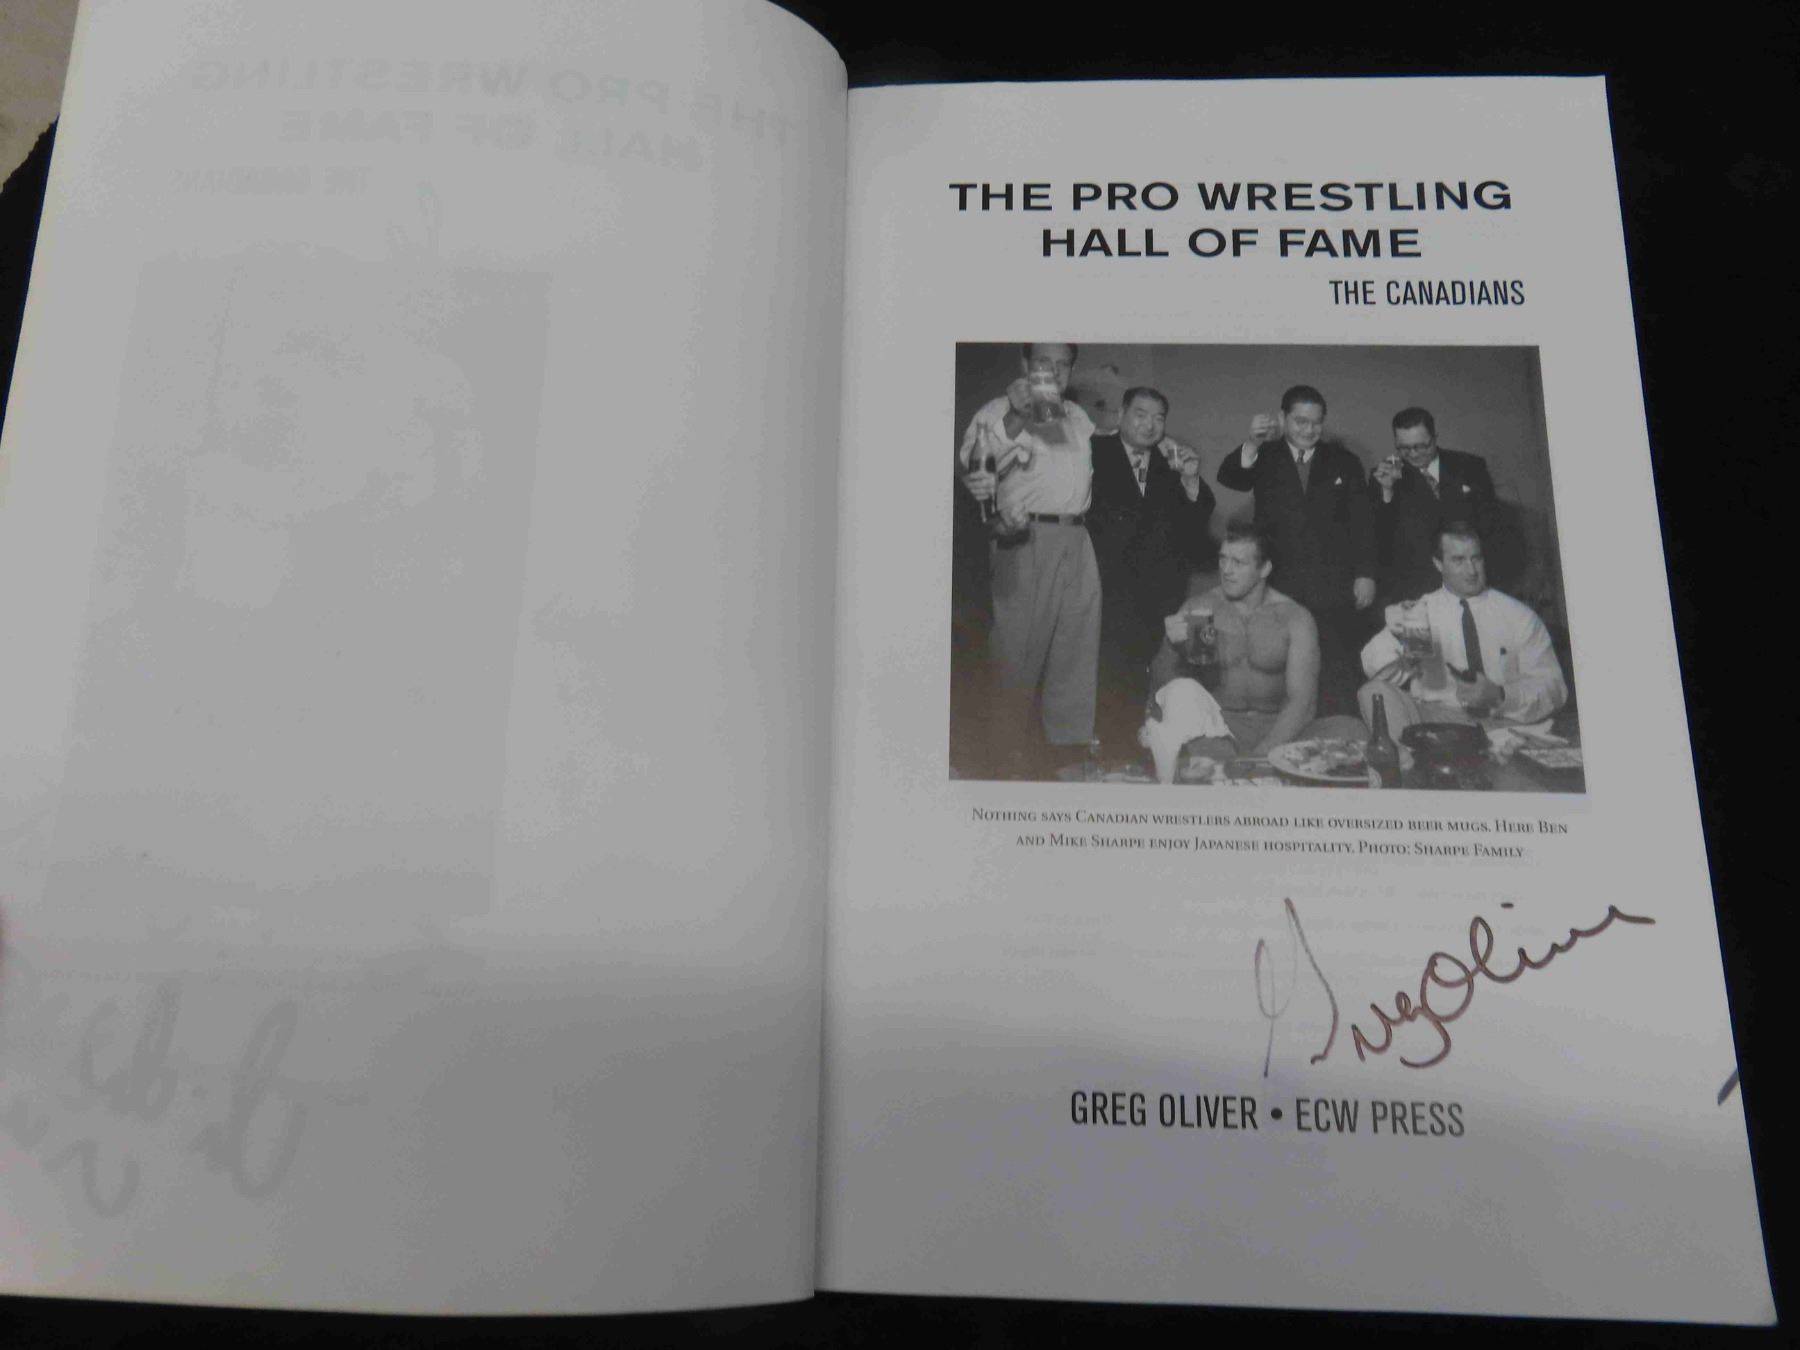 THE PRO WRESTLING
HALL OF FAME
THE CANADIANS
NOTHING SAYS CANADIAN WRESTLERS ABROAD LIKE OVERSIZED BEER MUGS. HERE BEN
AND MIKE SHARPE ENJOY JAPANESE HOSPITALITY. PHOTO: SHARPE FAMILY
Greg Oliver
GREG OLIVER • ECW PRESS